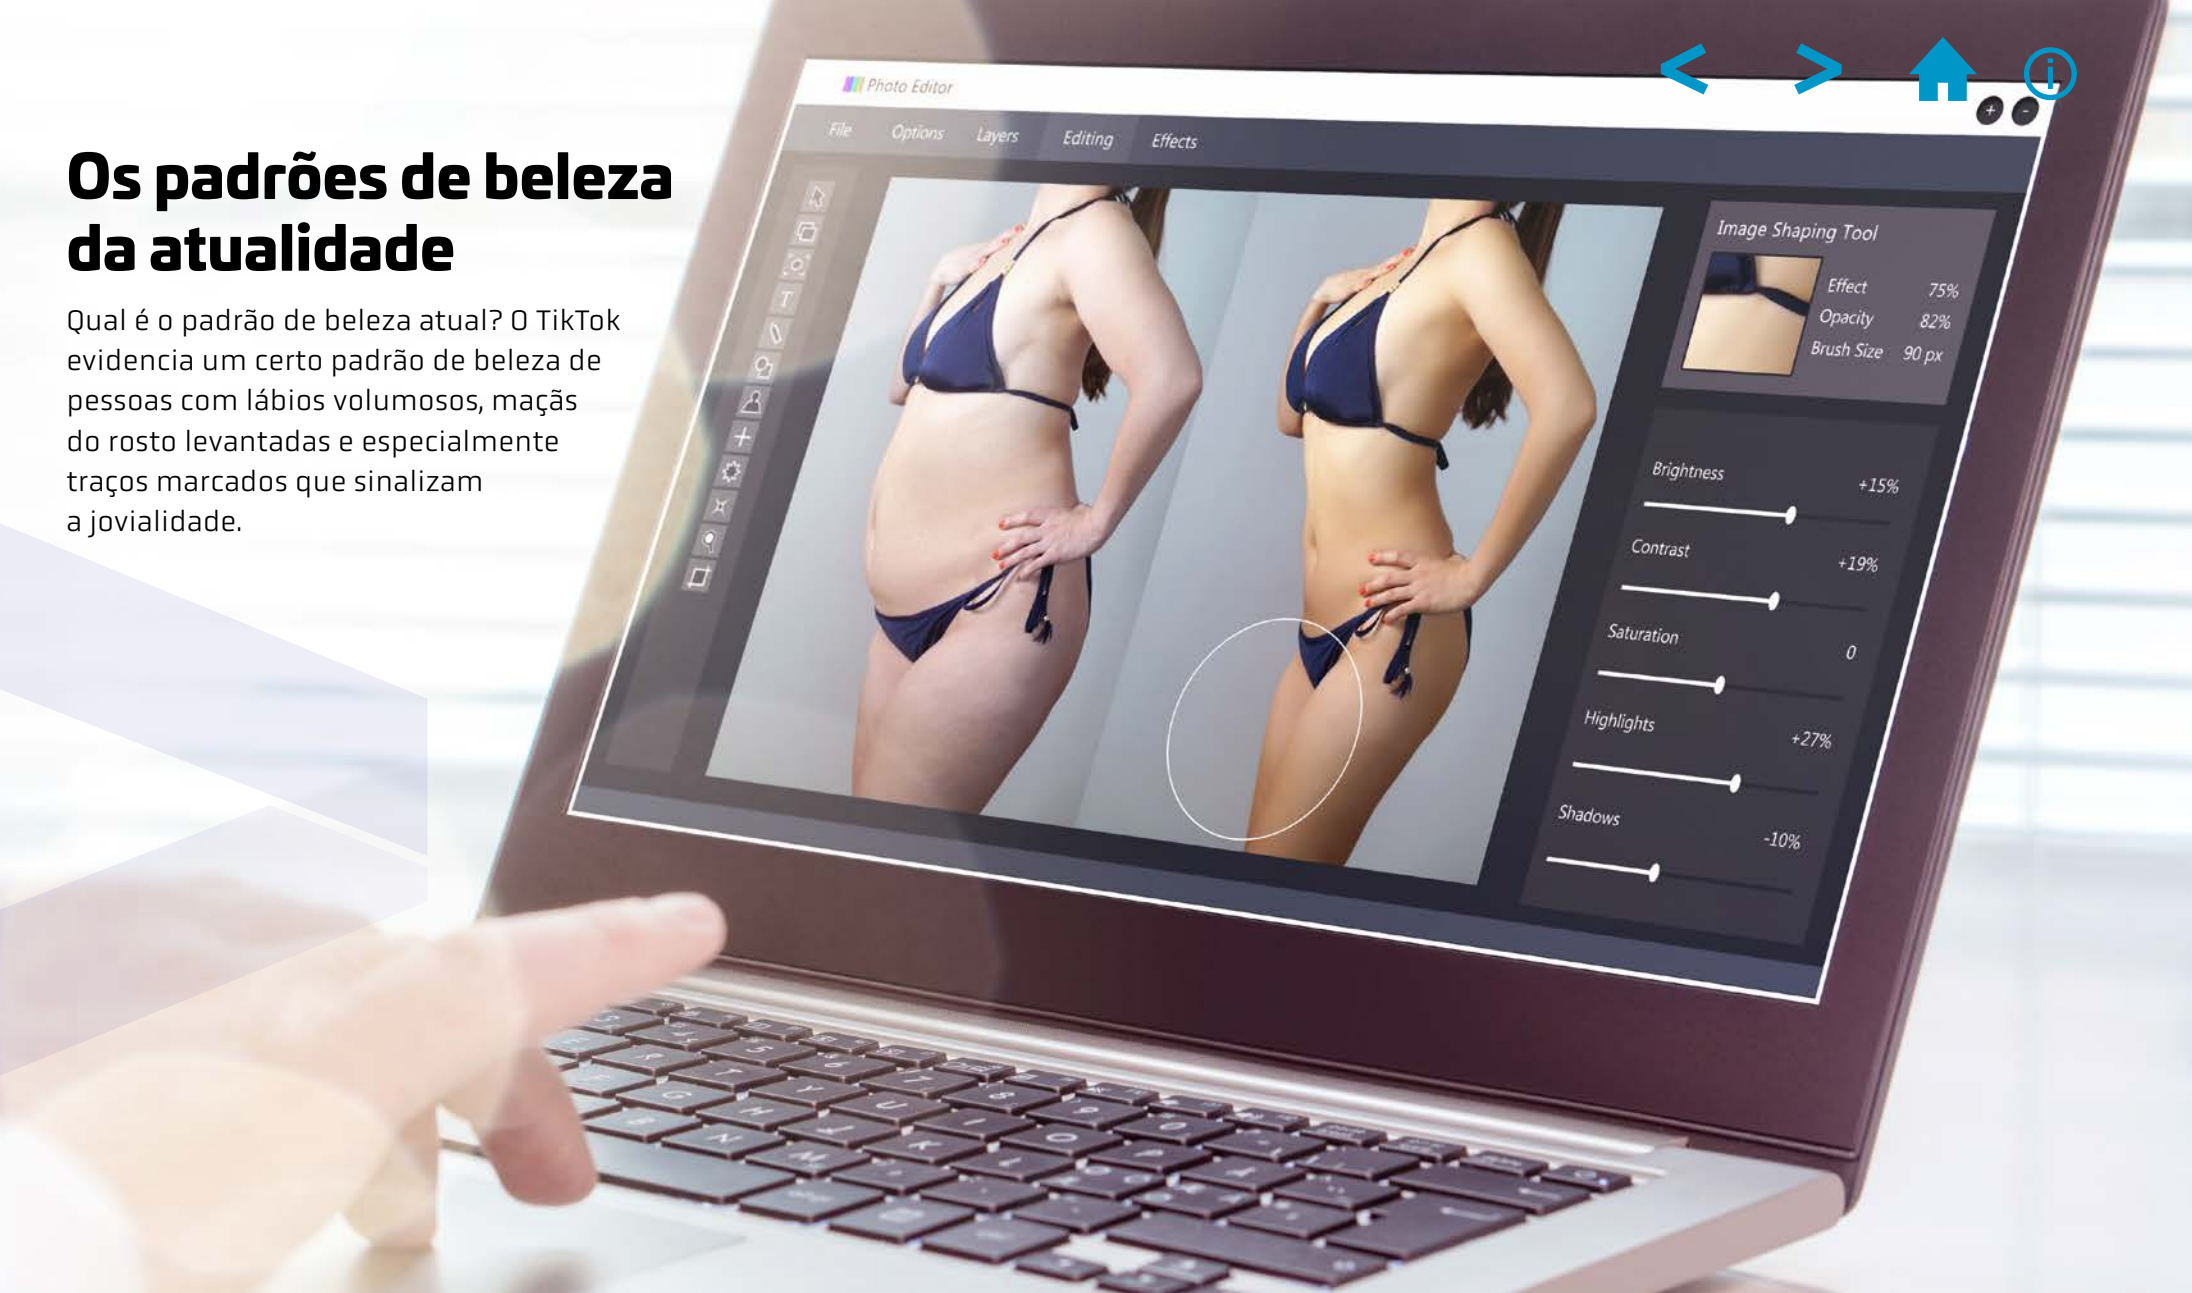 Os padrões de beleza
da atualidade
Qual é o padrão de beleza atual? O TikTok
evidencia um certo padrão de beleza de
pessoas com lábios volumosos, maçãs
do rosto levantadas e especialmente
traços marcados que sinalizam
a jovialidade.
Photo Editor
File Options Layers Editing Effects
Image Shaping Tool
Effect 75%
Opacity 82%
Brush Size 90 px
Brightness +15%
Contrast +19%
Saturation 0
Highlights +27%
Shadows -10%